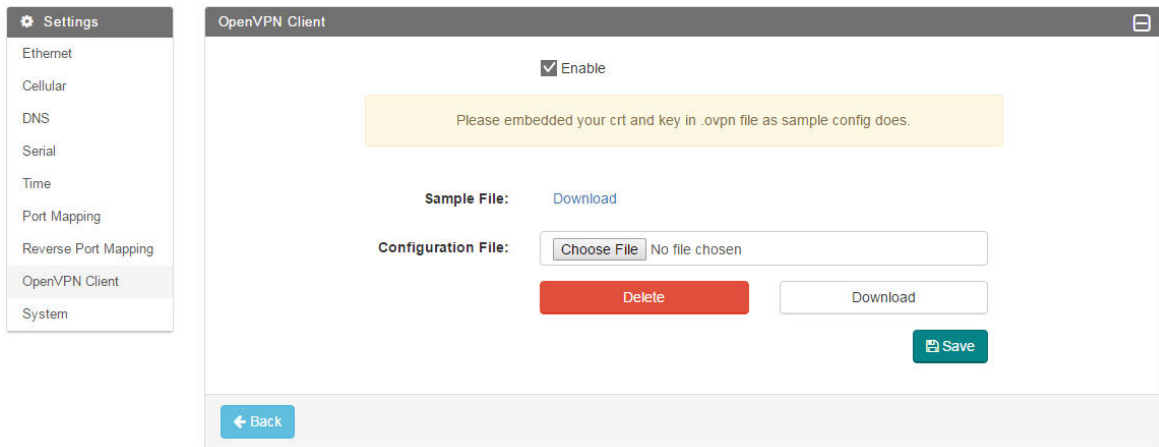 Settings
Ethernet
Cellular
DNS
Serial
Time
Port Mapping
Reverse Port Mapping
OpenVPN Client
System
OpenVPN Client
Enable
Please embedded your crt and key in .ovpn file as sample config does.
Sample File: Download
Configuration File: Choose File No file chosen
Delete Download
Save
Back